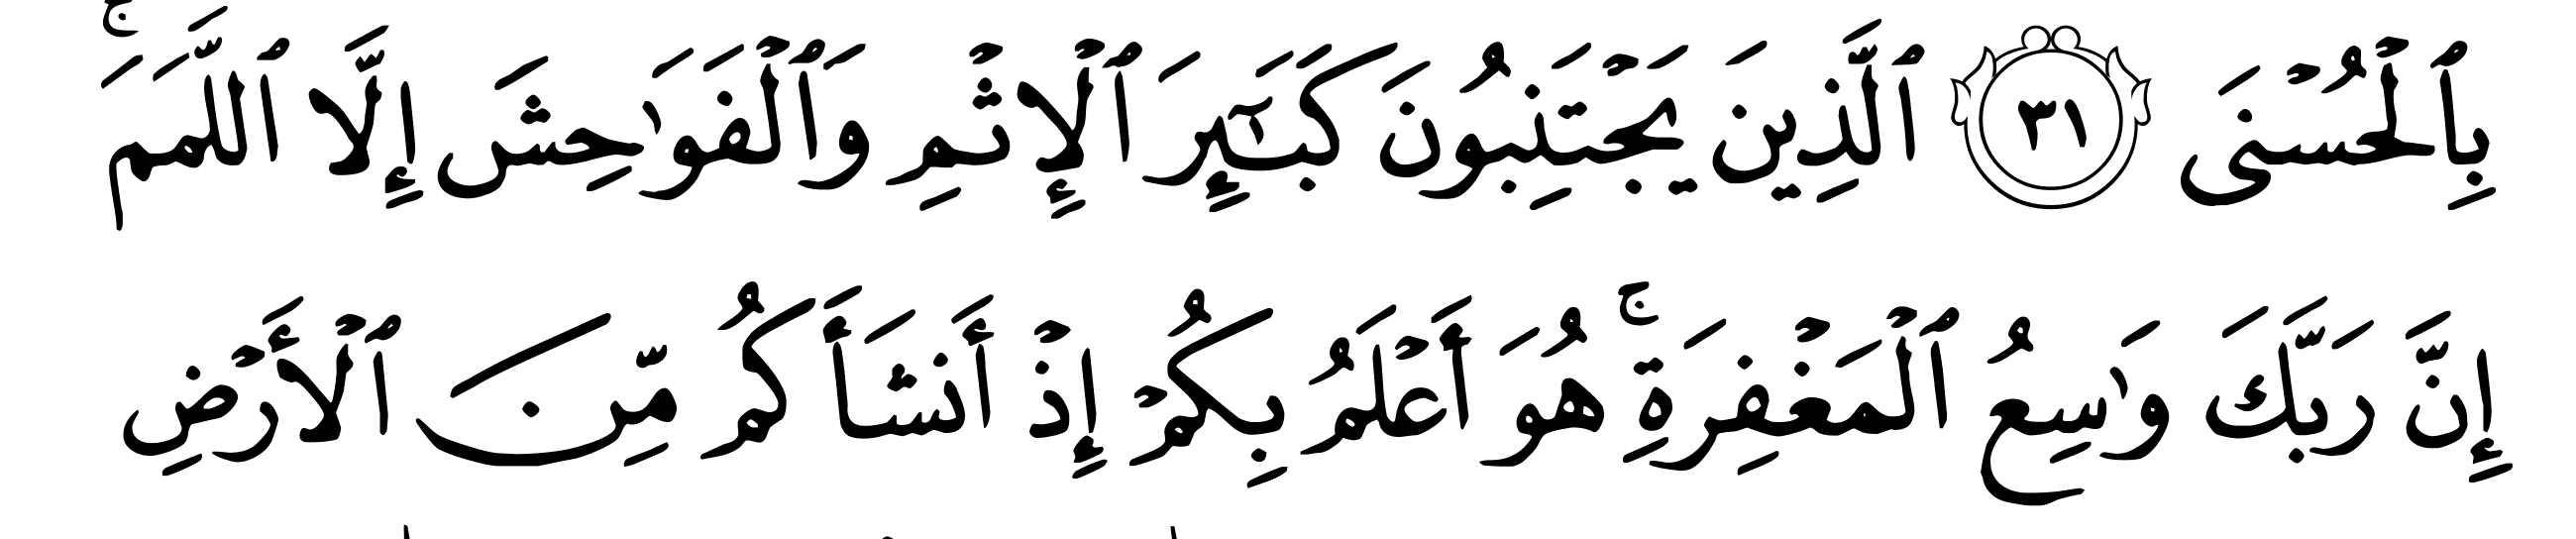 بِٱلْحُسْنَى ٣١ ٱلَّذِينَ يَجْتَنِبُونَ كَبَـٰٓئِرَ ٱلْإِثْمِ وَٱلْفَوَٰحِشَ إِلَّا ٱللَّمَمَ ۚ
إِنَّ رَبَّكَ وَٰسِعُ ٱلْمَغْفِرَةِ ۚ هُوَ أَعْلَمُ بِكُمْ إِذْ أَنشَأَكُم مِّنَ ٱلْأَرْضِ